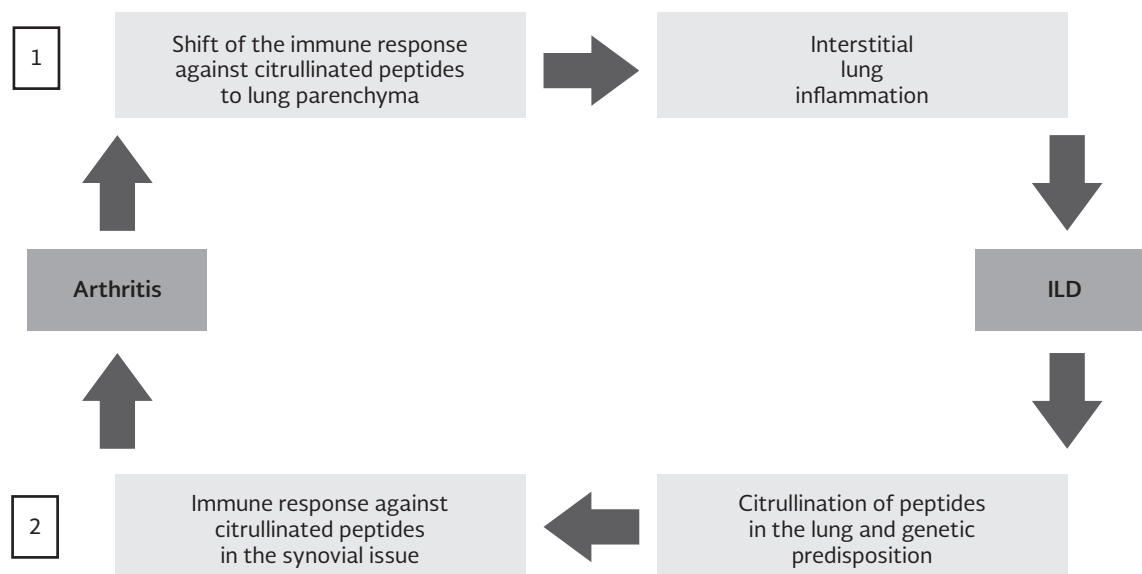 1
Shift of the immune response
against citrullinated peptides
to lung parenchyma
Interstitial
lung
inflammation
Arthritis
ILD
2
Immune response against
citrullinated peptides
in the synovial issue
Citrullination of peptides
in the lung and genetic
predisposition